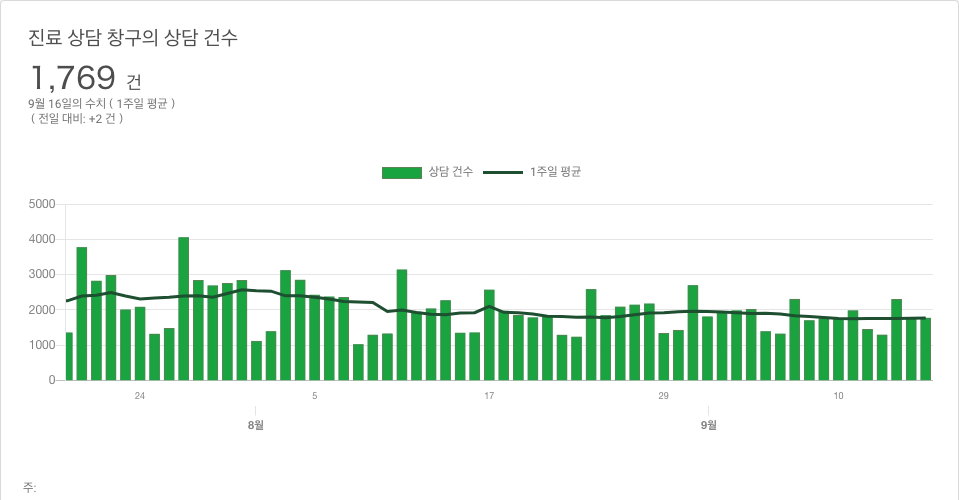 진료 상담 창구의 상담 건수
1,769 건
9월 16일의 수치 ( 1주일 평균 )
( 전일 대비: +2 건 )
상담 건수 1주일 평균
5000
4000
3000
2000
1000
0
24 5 17 29 10
8월 9월
주: